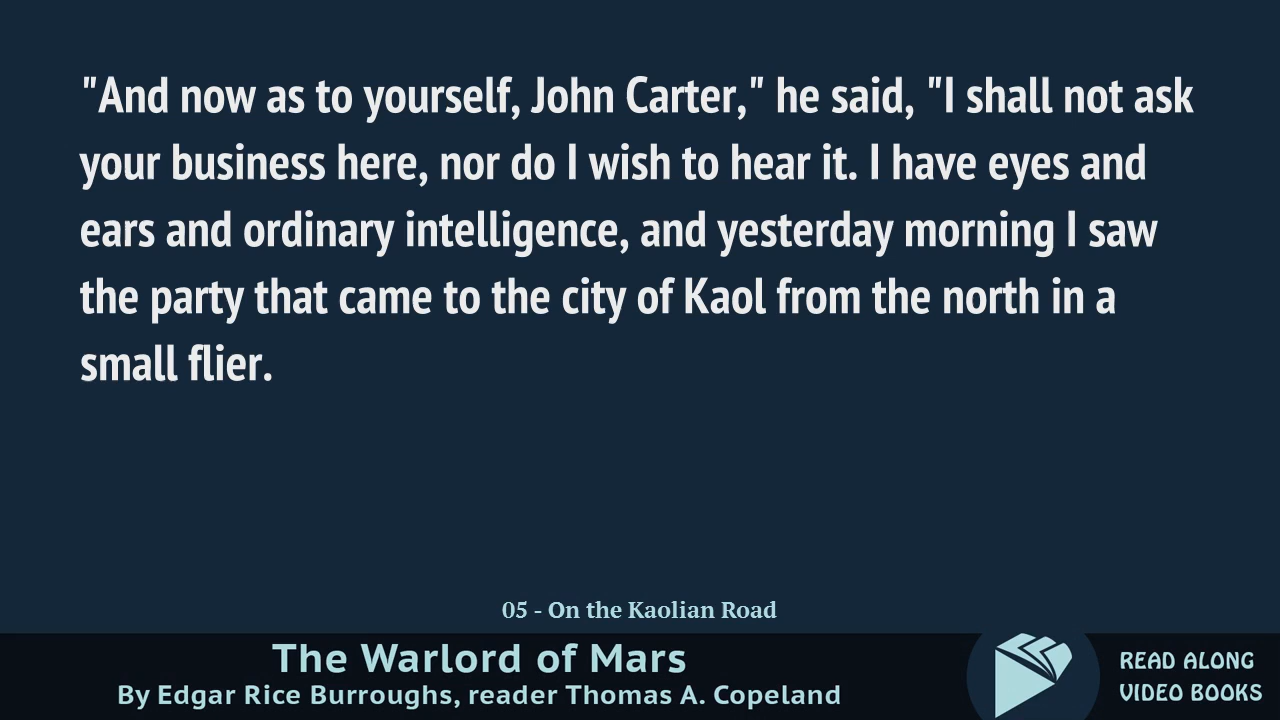 "And now as to yourself, John Carter," he said, "I shall not ask
your business here, nor do I wish to hear it. I have eyes and
ears and ordinary intelligence, and yesterday morning I saw
the party that came to the city of Kaol from the north in a
small flier.
05 - On the Kaolian Road
The Warlord of Mars
By Edgar Rice Burroughs, reader Thomas A. Copeland
READ ALONG
VIDEO BOOKS